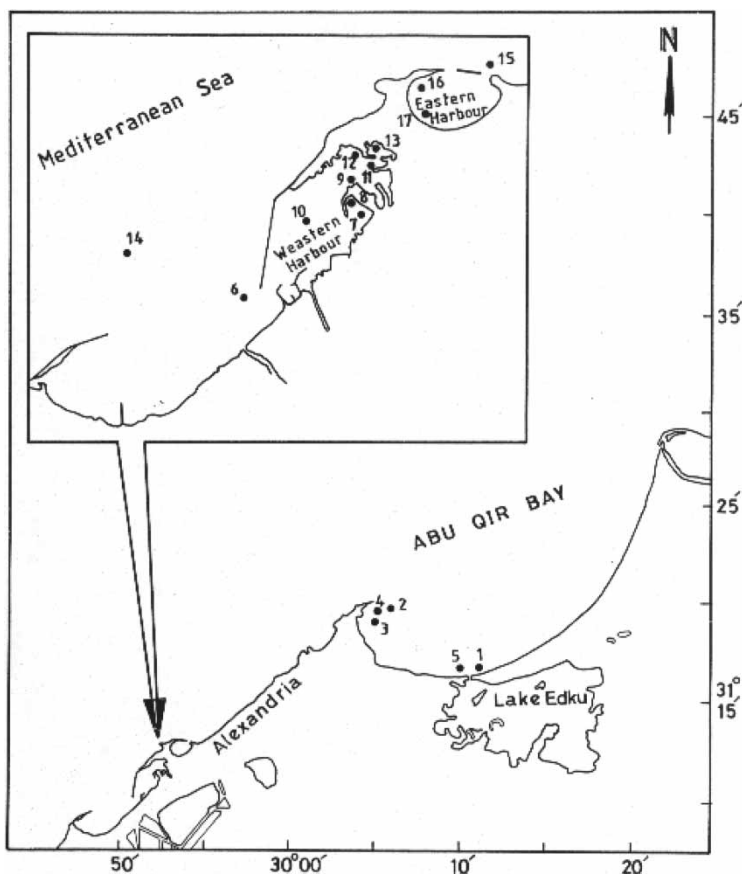 N
Mediterranean Sea
15
16
Eastern
Harbour
17
13
12
11
9
8
7
10
Weastern
Harbour
14
6
45′
35′
25′
ABU QIR BAY
4
2
3
5
1
Lake Edku
31°
15′
Alexandria
50′
30°00′
10′
20′